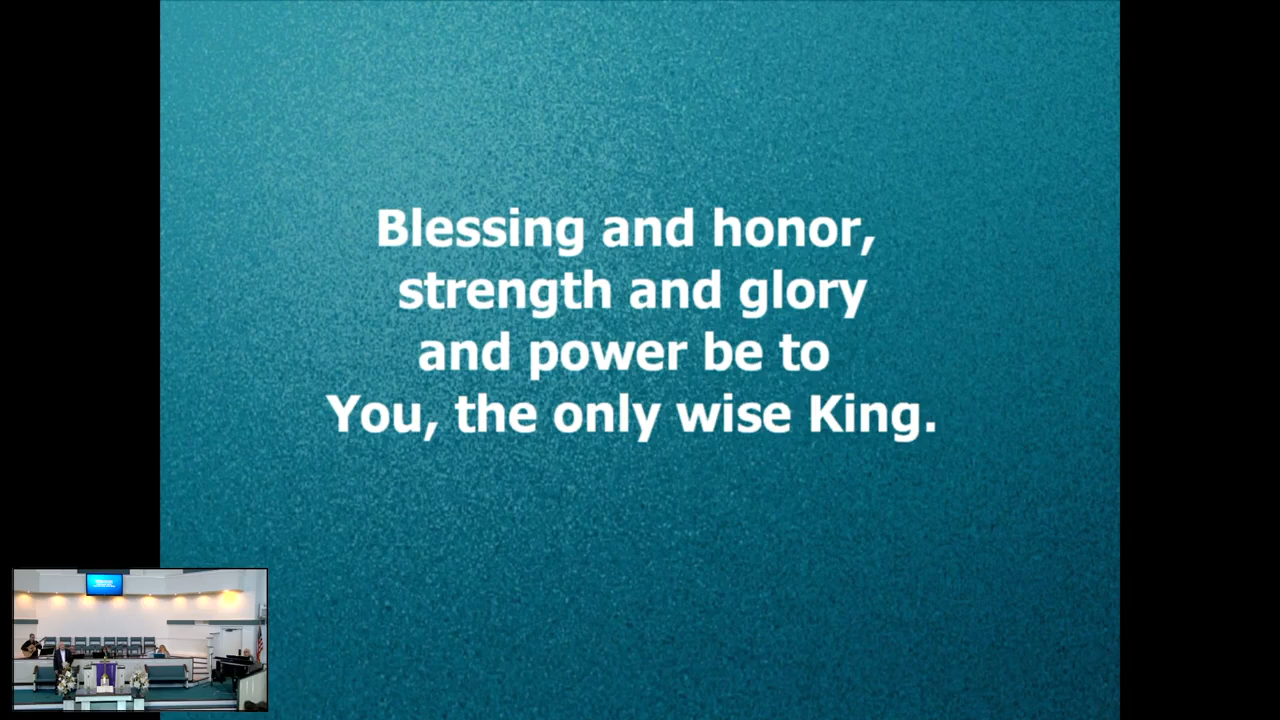 Blessing and honor,
strength and glory
and power be to
You, the only wise King.